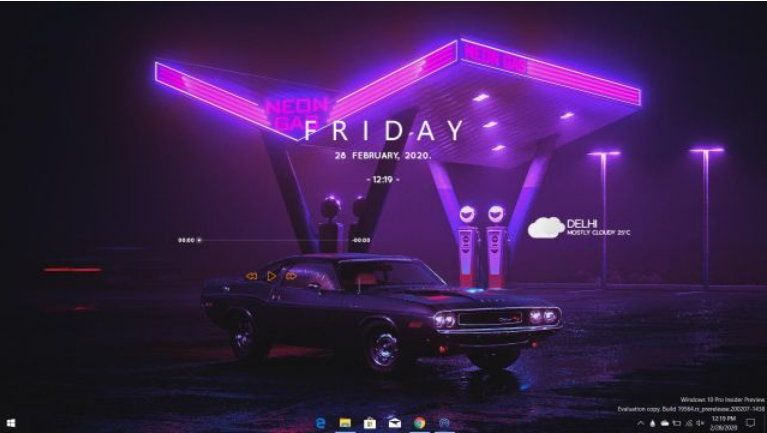 NEON GAS
NEON
GAS
FRIDAY
28 FEBRUARY, 2020.
- 12:19 -
DELHI
MOSTLY CLOUDY 25°C
00:00
-00:00
Windows 10 Pro Insider Preview
Evaluation copy. Build 19564.rs_prerelease.200207-1438
12:19 PM
2/28/2020